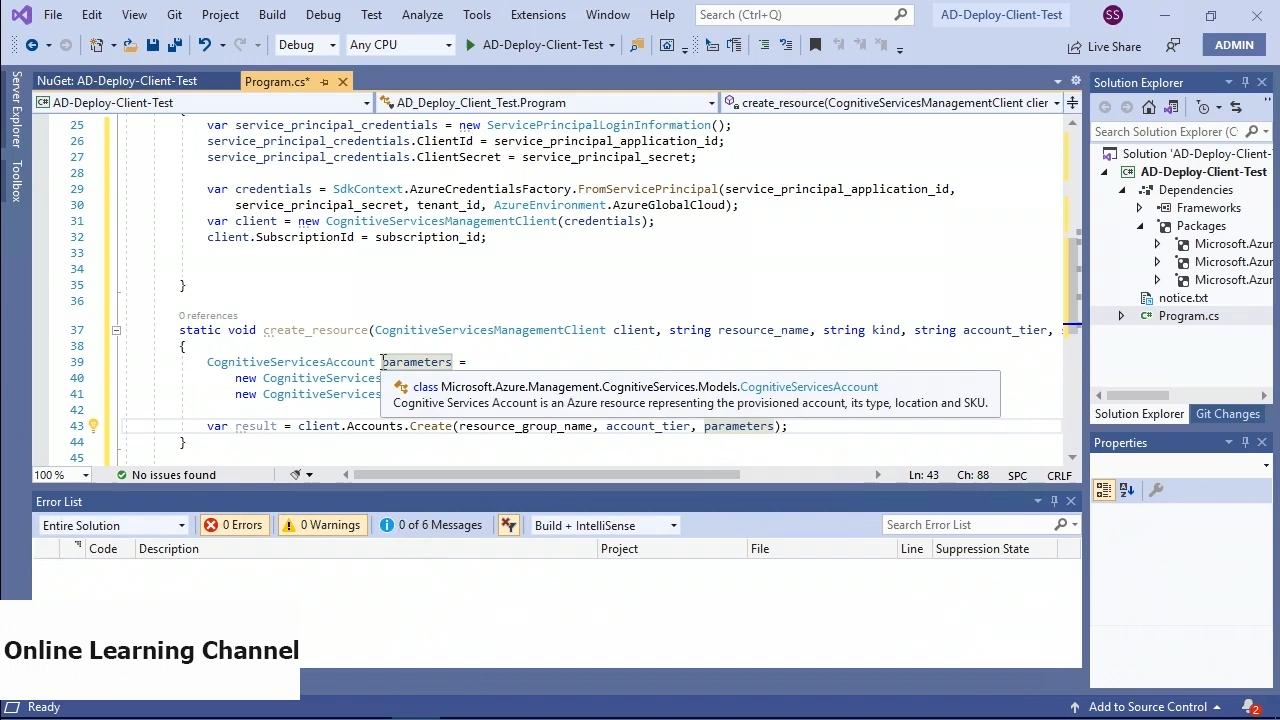 File Edit View Git Project Build Debug Test Analyze Tools Extensions Window Help Search (Ctrl+Q) AD-Deploy-Client-Test SS
Debug Any CPU AD-Deploy-Client-Test Live Share ADMIN
Server Explorer
Toolbox
NuGet: AD-Deploy-Client-Test Program.cs*
AD-Deploy-Client-Test AD_Deploy_Client_Test.Program create_resource(CognitiveServicesManagementClient clier
25 var service_principal_credentials = new ServicePrincipalLoginInformation();
26 service_principal_credentials.ClientId = service_principal_application_id;
27 service_principal_credentials.ClientSecret = service_principal_secret;
28
29 var credentials = SdkContext.AzureCredentialsFactory.FromServicePrincipal(service_principal_application_id,
30 service_principal_secret, tenant_id, AzureEnvironment.AzureGlobalCloud);
31 var client = new CognitiveServicesManagementClient(credentials);
32 client.SubscriptionId = subscription_id;
33
34
35 }
36
0 references
37 static void create_resource(CognitiveServicesManagementClient client, string resource_name, string kind, string account_tier,
38 {
39 CognitiveServicesAccount parameters =
40 new CognitiveServices
41 new CognitiveServices
class Microsoft.Azure.Management.CognitiveServices.Models.CognitiveServicesAccount
Cognitive Services Account is an Azure resource representing the provisioned account, its type, location and SKU.
42
43 var result = client.Accounts.Create(resource_group_name, account_tier, parameters);
44 }
45
100 % No issues found Ln: 43 Ch: 88 SPC CRLF
Error List
Entire Solution 0 Errors 0 Warnings 0 of 6 Messages Build + IntelliSense Search Error List
Code Description Project File Line Suppression State
Solution Explorer
Search Solution Explorer (C
Solution 'AD-Deploy-Client-
AD-Deploy-Client-Test
Dependencies
Frameworks
Packages
Microsoft.Azur
Microsoft.Azur
Microsoft.Azur
notice.txt
Program.cs
Solution Explorer Git Changes
Properties
Online Learning Channel
Ready Add to Source Control 2